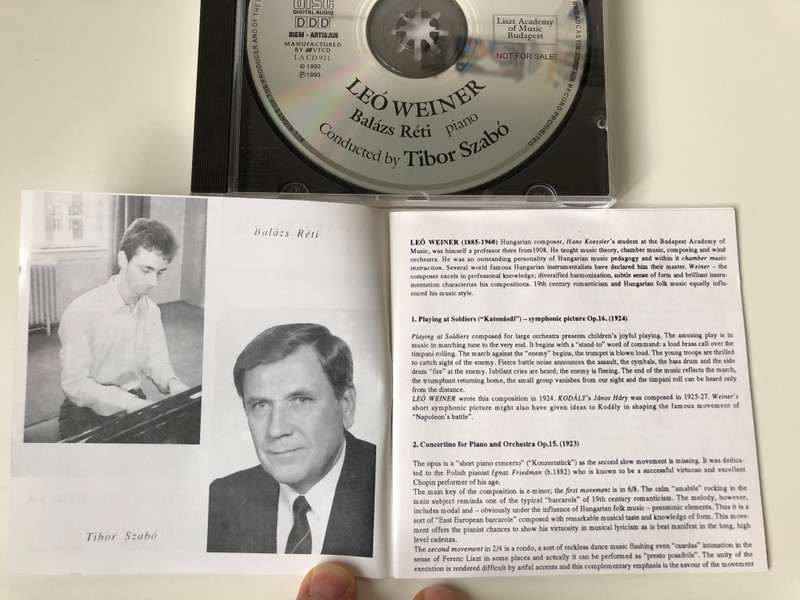 DISC
DIGITAL AUDIO
DDD
BIEM - ARTISJUS
MANUFACTURED
BY VTCD
LA CD 931
© 1993
℗ 1993
Liszt Academy
of Music
Budapest
NOT FOR SALE!
ALL RIGHTS OF THE PRODUCER AND OF THE
BROADCASTING OF THIS RECORD PROHIBITED.
LEÓ WEINER
Balázs Réti piano
Conducted by Tibor Szabó
Balázs Réti
Tibor Szabó
LEÓ WEINER (1885-1960) Hungarian composer, Hans Koessler's student at the Budapest Academy of
Music, was himself a professor there from1908. He taught music theory, chamber music, composing and wind
orchestra. He was an outstanding personality of Hungarian music pedagogy and within it chamber music
instruction. Several world famous Hungarian instrumentalists have declared him their master. Weiner – the
composer excels in professional knowledge; diversified harmonization, subtle sense of form and brilliant instru-
mentation characterize his compositions. 19th century romanticism and Hungarian folk music equally influ-
enced his music style.
1. Playing at Soldiers ("Katonásdi") – symphonic picture Op.16. (1924)
Playing at Soldiers composed for large orchestra presents children's joyful playing. The amusing play is in
music in marching tune to the very end. It begins with a "stand-to" word of command: a loud brass call over the
timpani rolling. The march against the "enemy" begins, the trumpet is blown loud. The young troops are thrilled
to cattch sight of the enemy. Fierce battle noise announces the assault, the cymbals, the bass drum and the side
drum "fire" at the enemy. Jubilant cries are heard; the enemy is fleeing. The end of the music reflects the march,
the triumphant returning home, the small group vanishes from our sight and the timpani roll can be heard only
from the distance.
LEÓ WEINER wrote this composition in 1924. KODÁLY's János Háry was composed in 1925-27. Weiner's
short symphonic picture might also have given ideas to Kodály in shaping the famous movement of
"Napoleon's battle".
2. Concertino for Piano and Orchestra Op.15. (1923)
The opus is a "short piano concerto" ("Konzertstück") as the second slow movement is missing. It was dedica-
ted to the Polish pianist Ignaz Friedman (b.1882) who is known to be a successful virtuoso and excellent
Chopin performer of his age.
The main key of the composition is e-minor; the first movement is in 6/8. The calm "amabile" rocking in the
main subject reminds one of the typical "barcarols" of 19th century romanticism. The melody, however,
includes modal and – obviously under the influence of Hungarian folk music – pentatonic elements. Thus it is a
sort of "East European barcarole" composed with remarkable musical taste and knowledge of form. This move-
ment offers the pianist chances to show his virtuosity in musical lyricism as is best manifest in the long, high
level cadenza.
The second movement in 2/4 is a rondo, a sort of reckless dance music flashing even "csardas" intonation in the
sense of Ferenc Liszt in some places and actually it can be performed as "presto possibile". The unity of the
execution is rendered difficult by artful accents and this complementary emphasis is the savour of the movement